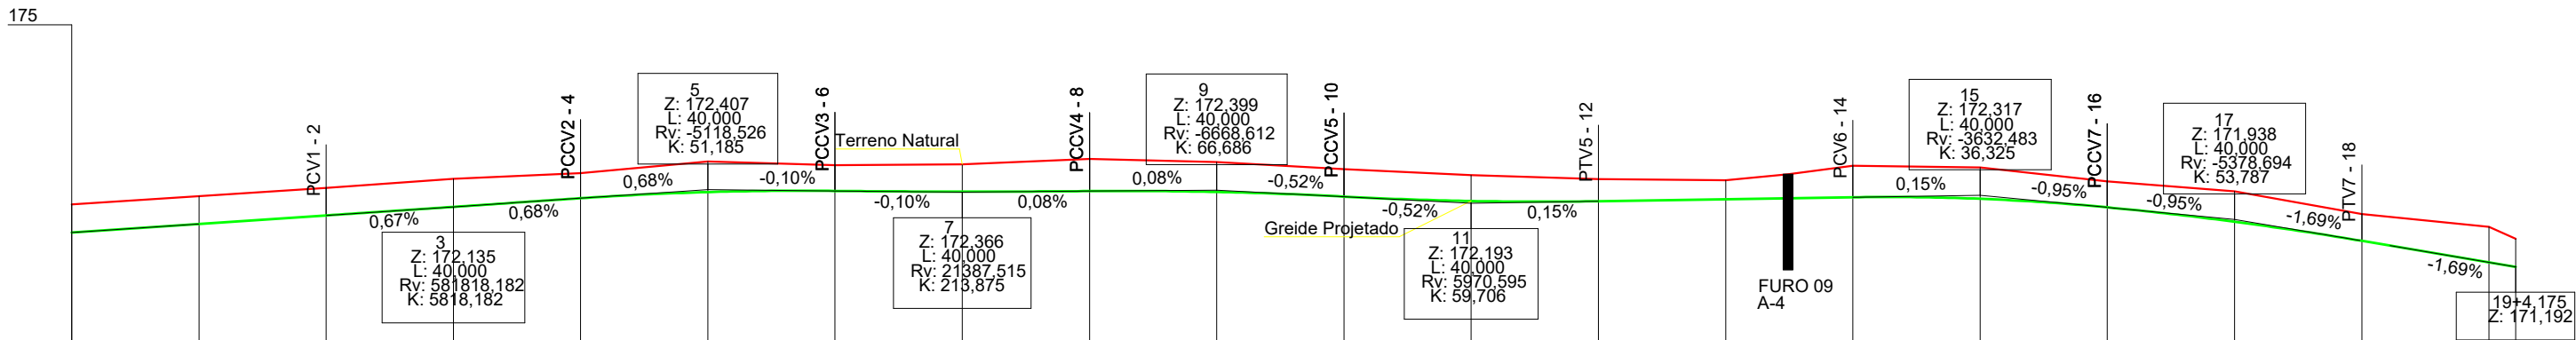 175
PCV1 - 2
0,67%
3
Z: 172,135
L: 40,000
Rv: 581818,182
K: 5818,182
0,68%
PCCV2 - 4
0,68%
5
Z: 172,407
L: 40,000
Rv: -5118,526
K: 51,185
-0,10%
PCCV3 - 6
Terreno Natural
-0,10%
7
Z: 172,366
L: 40,000
Rv: 21387,515
K: 213,875
0,08%
PCCV4 - 8
0,08%
9
Z: 172,399
L: 40,000
Rv: -6668,612
K: 66,686
-0,52%
PCCV5 - 10
Greide Projetado
-0,52%
11
Z: 172,193
L: 40,000
Rv: 5970,595
K: 59,706
0,15%
PTV5 - 12
FURO 09
A-4
PCV6 - 14
0,15%
15
Z: 172,317
L: 40,000
Rv: -3632,483
K: 36,325
-0,95%
PCCV7 - 16
-0,95%
17
Z: 171,938
L: 40,000
Rv: -5378,694
K: 53,787
-1,69%
PTV7 - 18
-1,69%
19+4,175
Z: 171,192